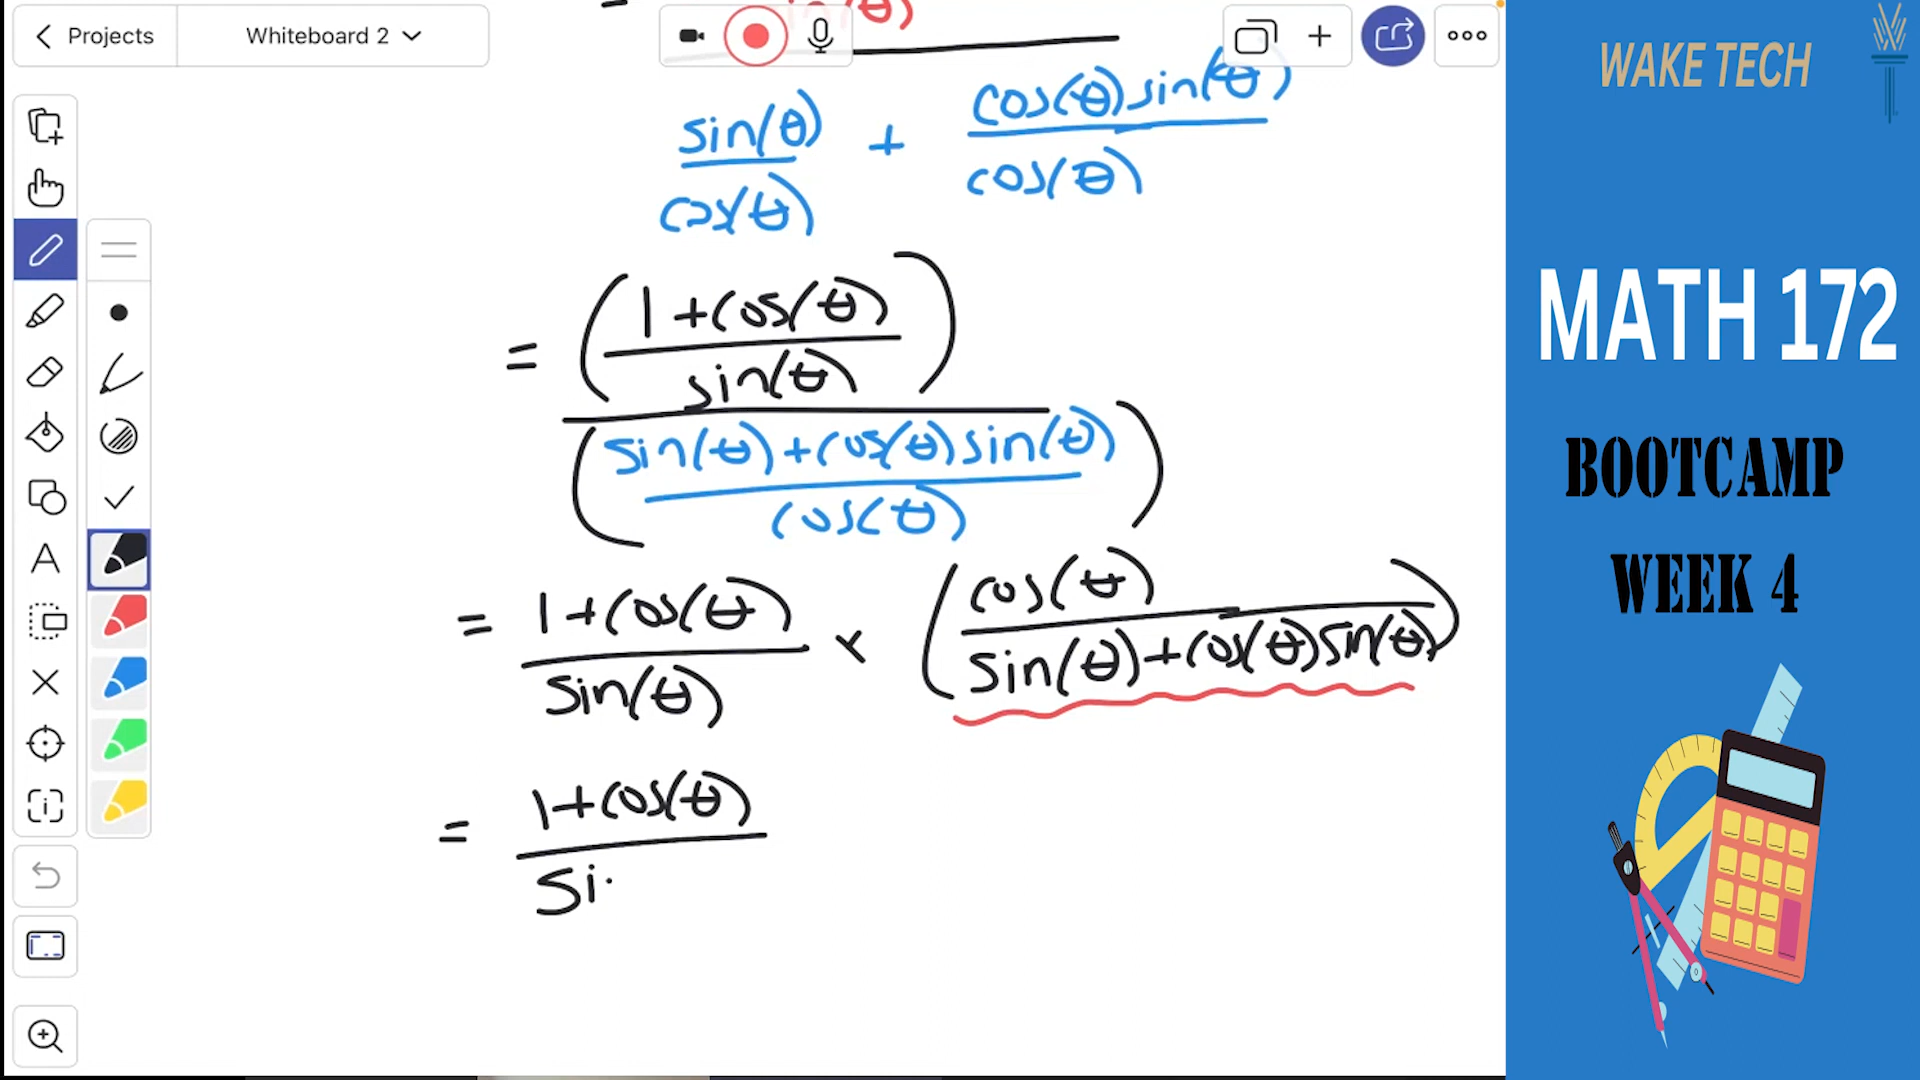 Projects Whiteboard 2
= sin(θ)
sin(θ) + cos(θ)sin(θ)
cos(θ) cos(θ)
= (1+cos(θ)
sin(θ))
(sin(θ)+cos(θ)sin(θ)
cos(θ))
= 1+cos(θ) × (cos(θ)
sin(θ) sin(θ)+cos(θ)sin(θ))
= 1+cos(θ)
Si
A
WAKE TECH
MATH 172
BOOTCAMP
WEEK 4